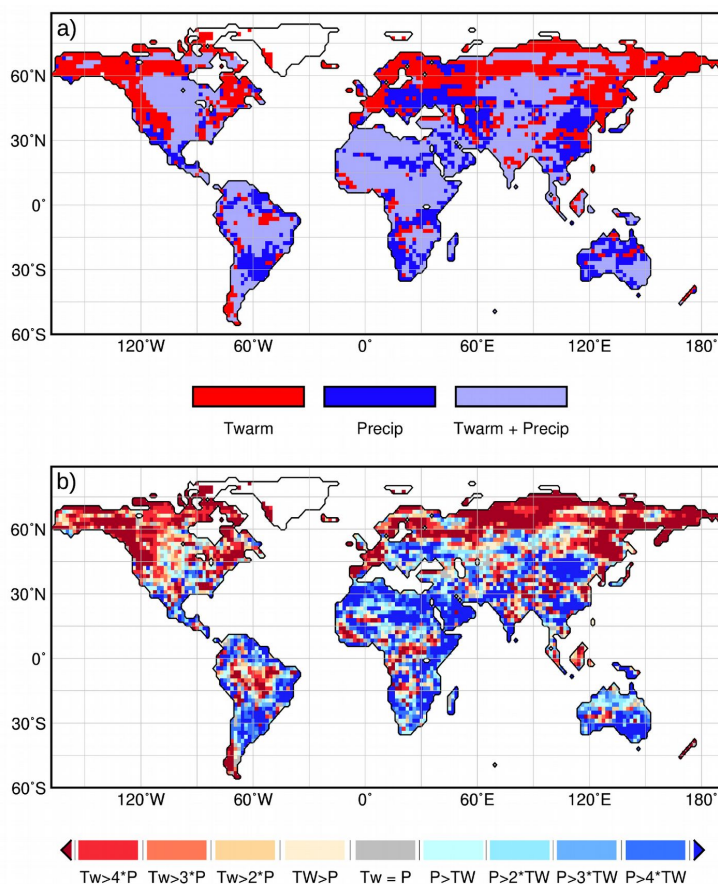 a)
60°N
30°N
0°
30°S
60°S
120°W 60°W 0° 60°E 120°E 180°
Twarm Precip Twarm + Precip
b)
60°N
30°N
0°
30°S
60°S
120°W 60°W 0° 60°E 120°E 180°
Tw>4*P Tw>3*P Tw>2*P TW>P Tw = P P>TW P>2*TW P>3*TW P>4*TW